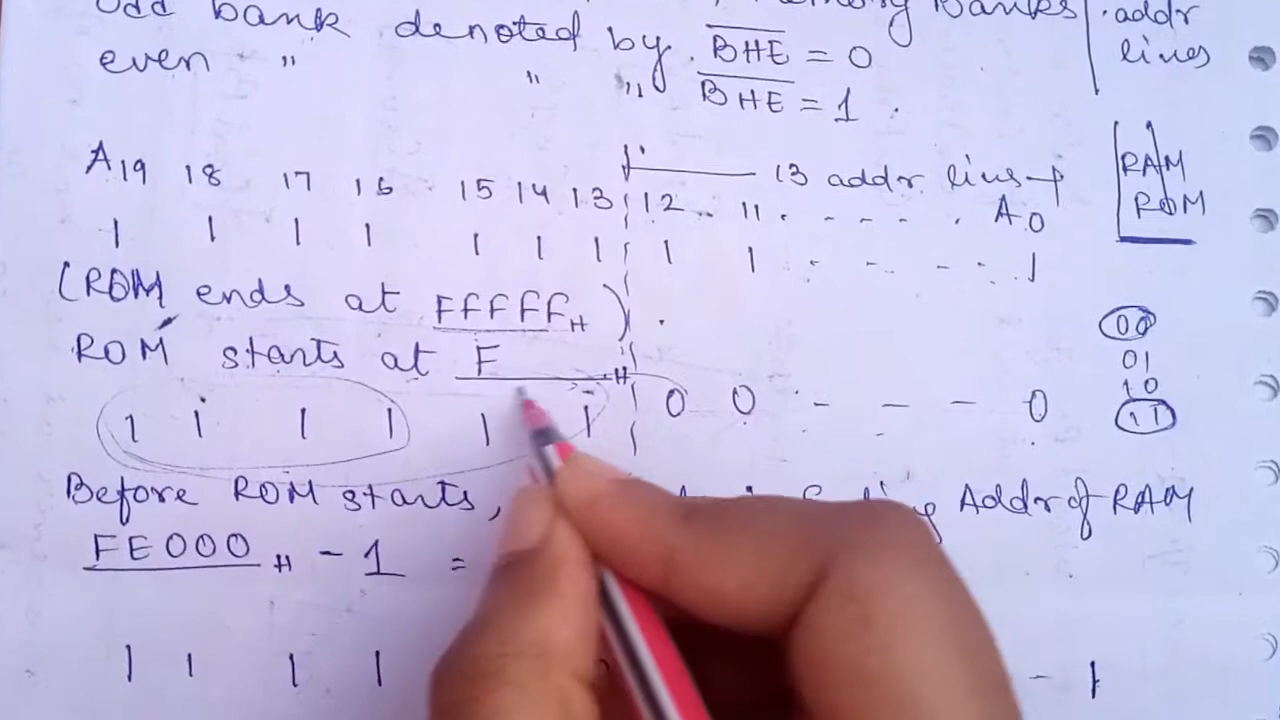 odd bank denoted by BHE = 0
Banks addr lines
even " " " BHE = 1 .
RAM
ROM
13 addr. lines
A19 18 17 16 15 14 13 12 .. 11 . - - - . A0
1 1 1 1 1 1 1 1 1 . - - - . 1
(ROM ends at FFFFFH) .
ROM starts at F H
00
01
10
11
1 1 1 1 1 1 0 0 . - - - 0
Before ROM starts, Addr of RAM
FE000H - 1 =
1 1 1 1 - 1